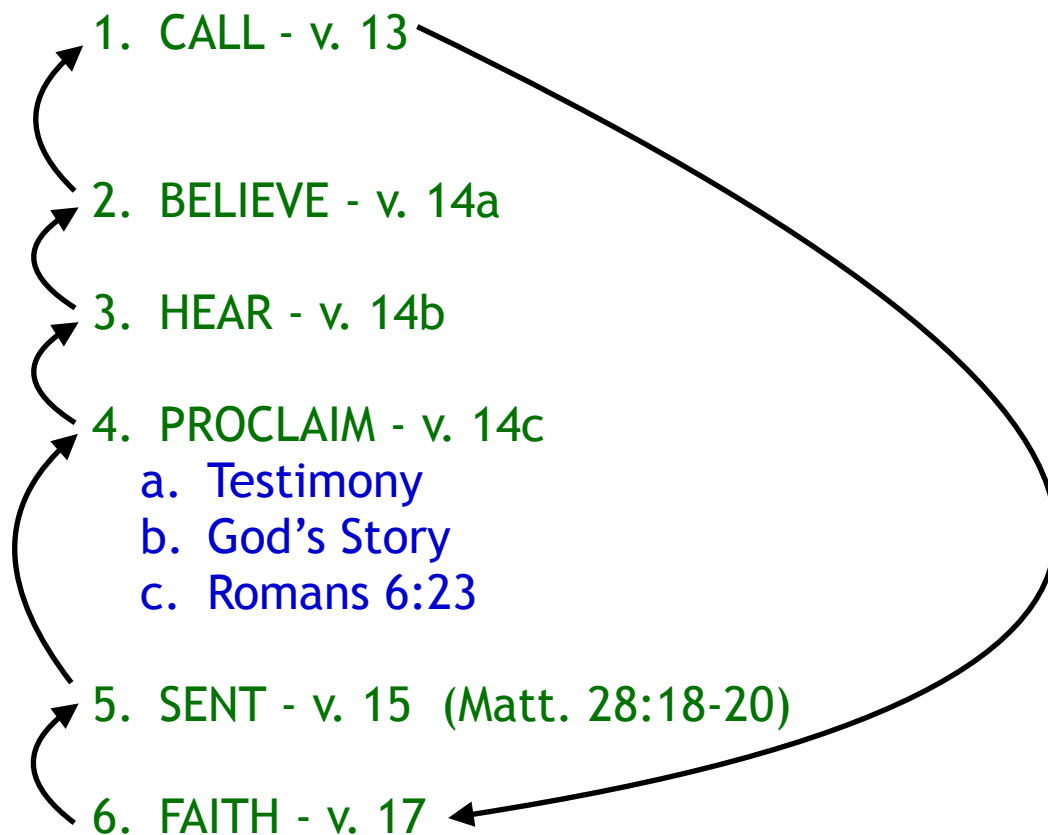 1. CALL - v. 13
2. BELIEVE - v. 14a
3. HEAR - v. 14b
4. PROCLAIM - v. 14c
a. Testimony
b. God’s Story
c. Romans 6:23
5. SENT - v. 15 (Matt. 28:18-20)
6. FAITH - v. 17